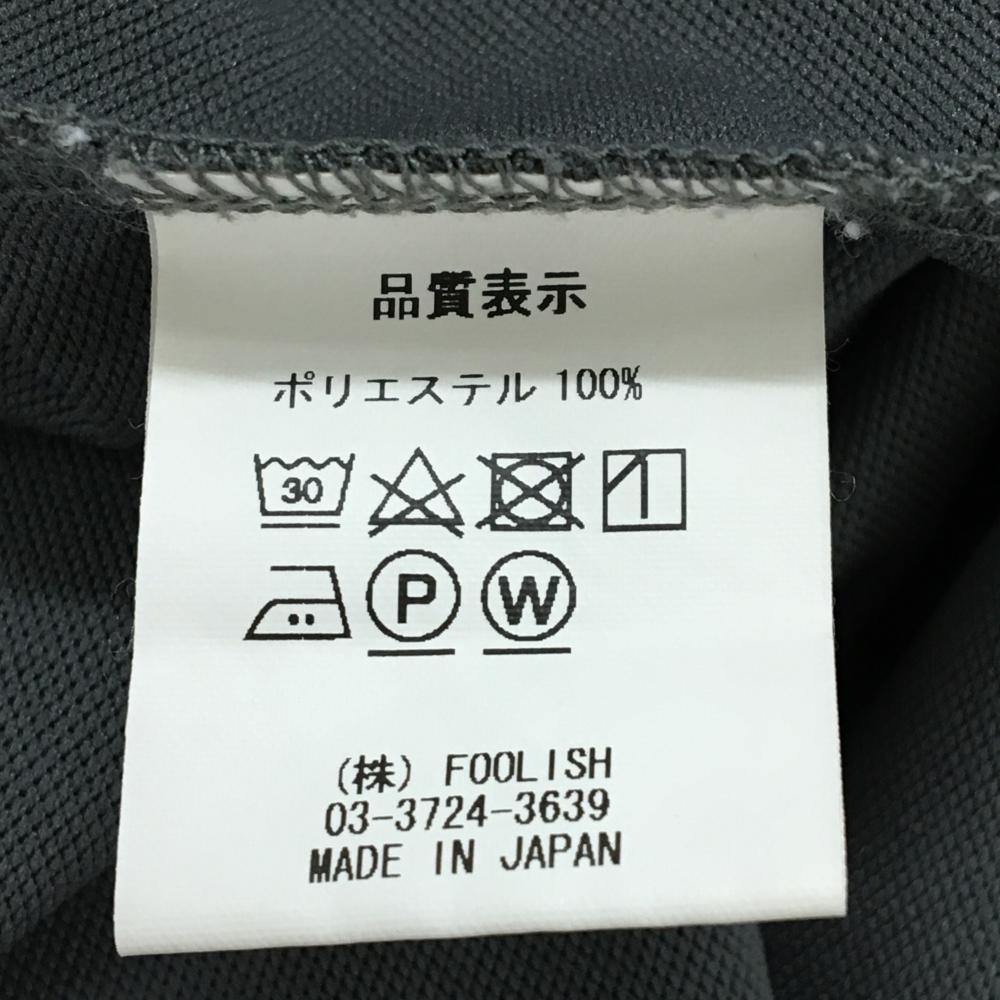 品質表示
ポリエステル 100%
30
P W
(株) FOOLISH
03-3724-3639
MADE IN JAPAN